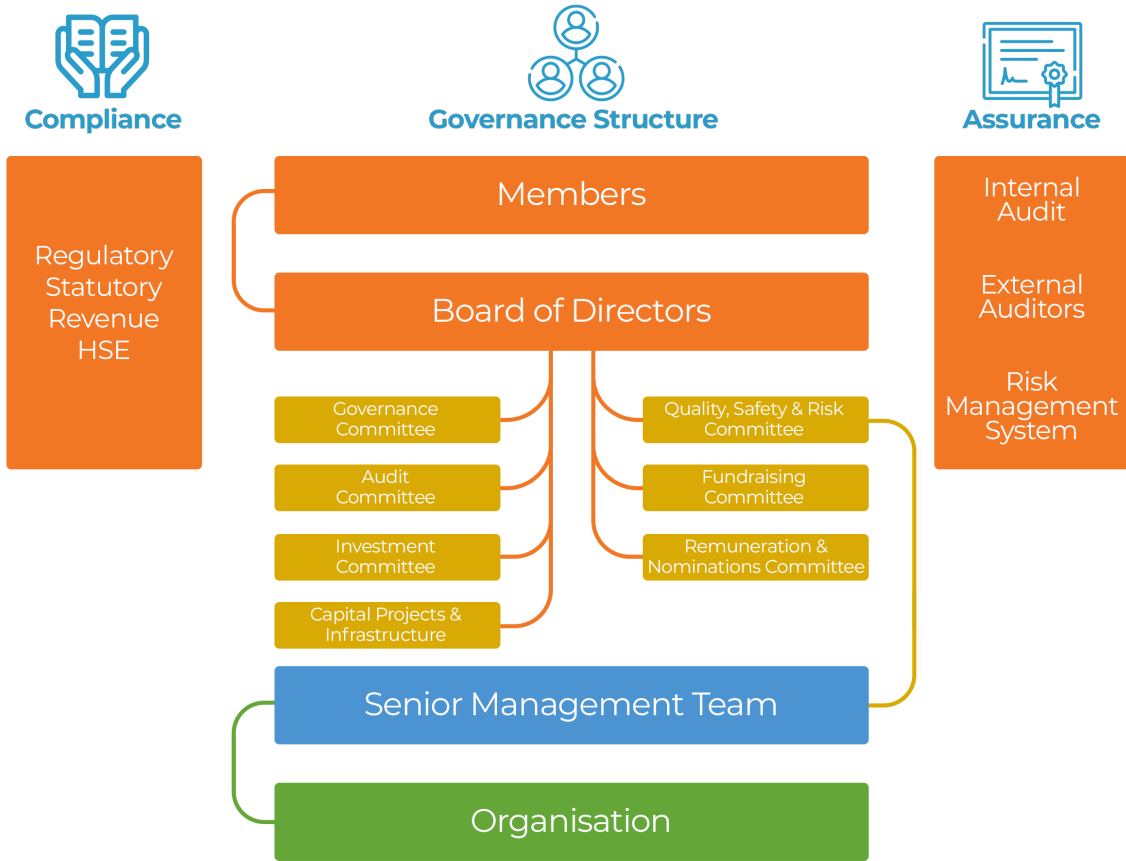 Compliance
Governance Structure
Assurance
Regulatory
Statutory
Revenue
HSE
Members
Board of Directors
Governance
Committee
Audit
Committee
Investment
Committee
Capital Projects &
Infrastructure
Quality, Safety & Risk
Committee
Fundraising
Committee
Remuneration &
Nominations Committee
Senior Management Team
Organisation
Internal
Audit
External
Auditors
Risk
Management
System